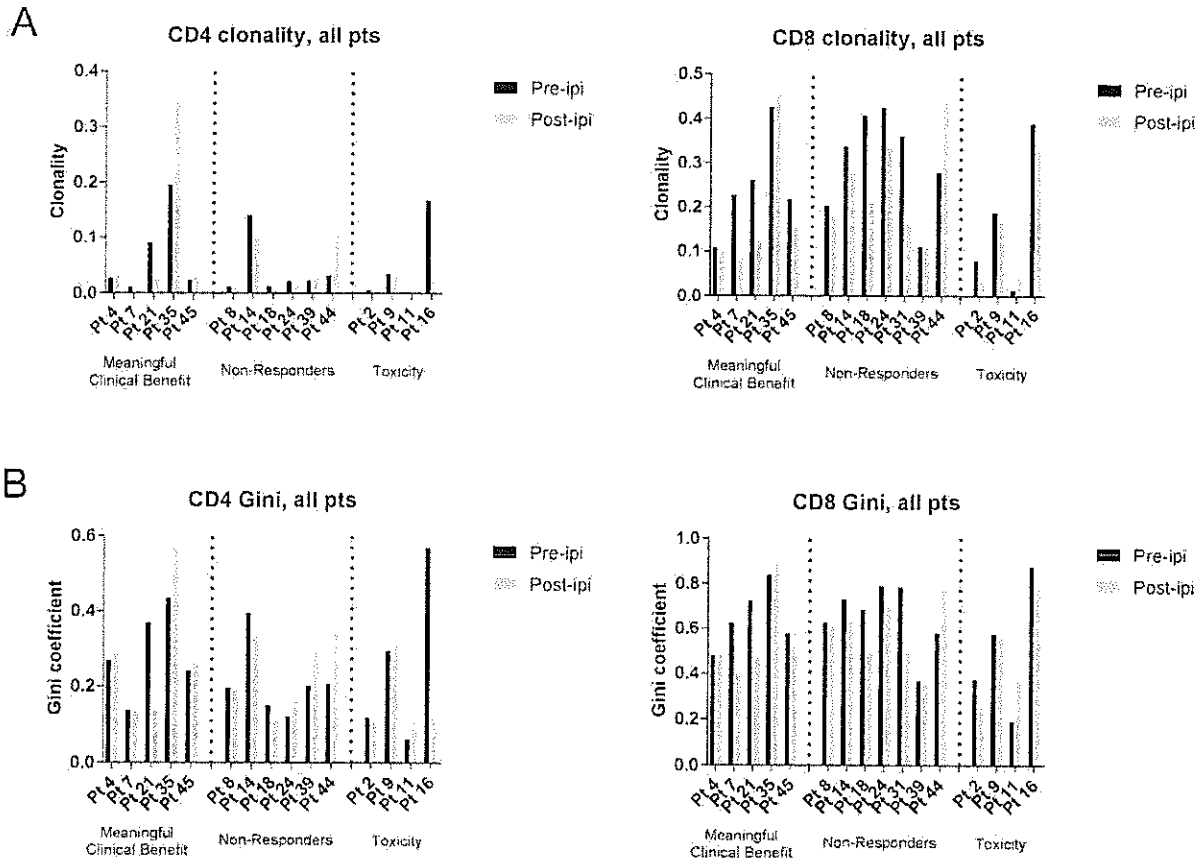 A
CD4 clonality, all pts
Clonality
0.4
0.3
0.2
0.1
0.0
Pre-ipi
Post-ipi
Pt 4
Pt 7
Pt 21
Pt 35
Pt 45
Pt 8
Pt 14
Pt 18
Pt 24
Pt 39
Pt 44
Pt 2
Pt 9
Pt 11
Pt 16
Meaningful
Clinical Benefit
Non-Responders
Toxicity
CD8 clonality, all pts
Clonality
0.5
0.4
0.3
0.2
0.1
0.0
Pre-ipi
Post-ipi
Pt 4
Pt 7
Pt 21
Pt 35
Pt 45
Pt 8
Pt 14
Pt 18
Pt 24
Pt 31
Pt 39
Pt 44
Pt 2
Pt 9
Pt 11
Pt 16
Meaningful
Clinical Benefit
Non-Responders
Toxicity
B
CD4 Gini, all pts
Gini coefficient
0.6
0.4
0.2
0.0
Pre-ipi
Post-ipi
Pt 4
Pt 7
Pt 21
Pt 35
Pt 45
Pt 8
Pt 14
Pt 18
Pt 24
Pt 39
Pt 44
Pt 2
Pt 9
Pt 11
Pt 16
Meaningful
Clinical Benefit
Non-Responders
Toxicity
CD8 Gini, all pts
Gini coefficient
1.0
0.8
0.6
0.4
0.2
0.0
Pre-ipi
Post-ipi
Pt 4
Pt 7
Pt 21
Pt 35
Pt 45
Pt 8
Pt 14
Pt 18
Pt 24
Pt 31
Pt 39
Pt 44
Pt 2
Pt 9
Pt 11
Pt 16
Meaningful
Clinical Benefit
Non-Responders
Toxicity